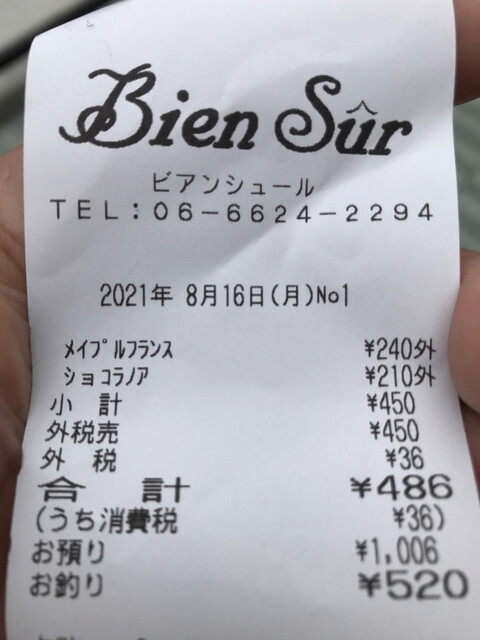 Bien Sûr
ビアンシュール
TEL:06-6624-2294
2021年 8月16日(月)No1
ﾒｲﾌﾟﾙﾌﾗﾝｽ ¥240外
ｼｮｺﾗﾉｱ ¥210外
小 計 ¥450
外税売 ¥450
外 税 ¥36
合 計 ¥486
(うち消費税 ¥36)
お預り ¥1,006
お釣り ¥520